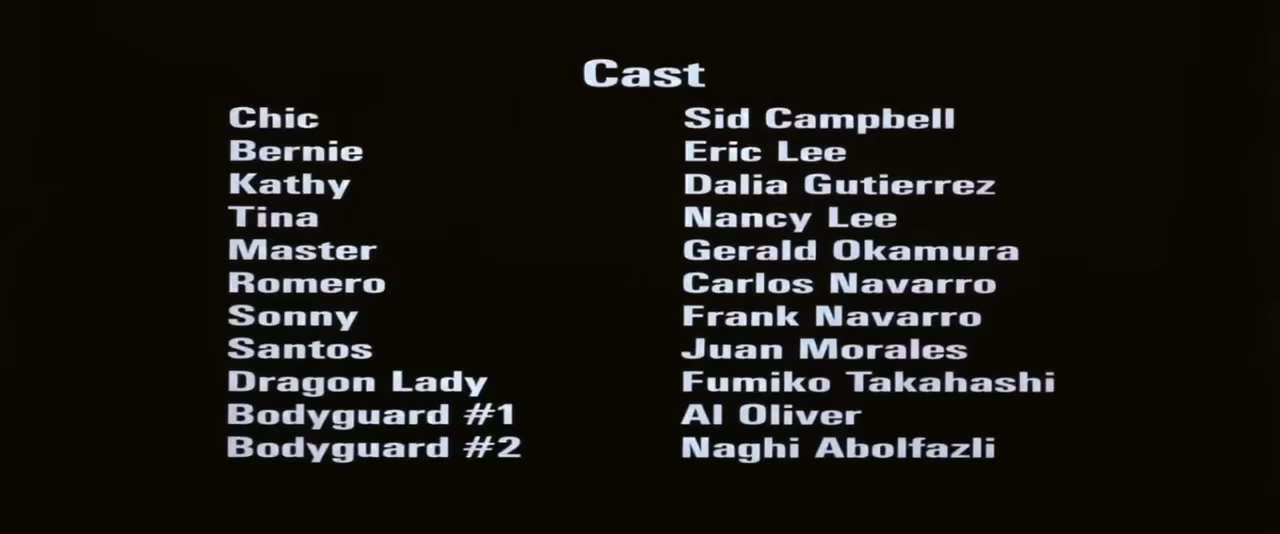 Cast
Chic Sid Campbell
Bernie Eric Lee
Kathy Dalia Gutierrez
Tina Nancy Lee
Master Gerald Okamura
Romero Carlos Navarro
Sonny Frank Navarro
Santos Juan Morales
Dragon Lady Fumiko Takahashi
Bodyguard #1 Al Oliver
Bodyguard #2 Naghi Abolfazli